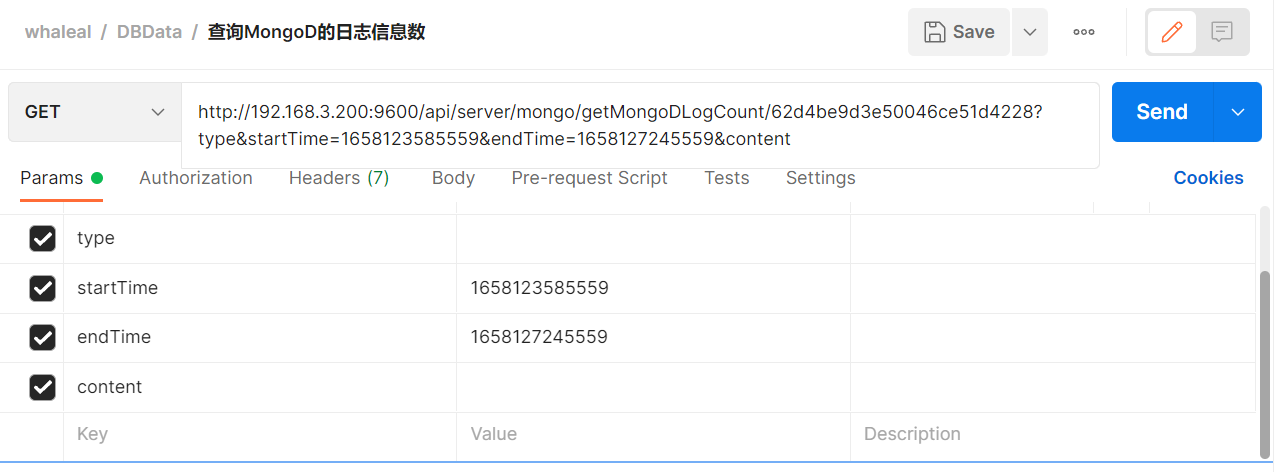 whaleal / DBData / 查询MongoD的日志信息数
Save
GET
http://192.168.3.200:9600/api/server/mongo/getMongoDLogCount/62d4be9d3e50046ce51d4228?
type&startTime=1658123585559&endTime=1658127245559&content
Send
Params Authorization Headers (7) Body Pre-request Script Tests Settings Cookies
type
startTime 1658123585559
endTime 1658127245559
content
Key Value Description